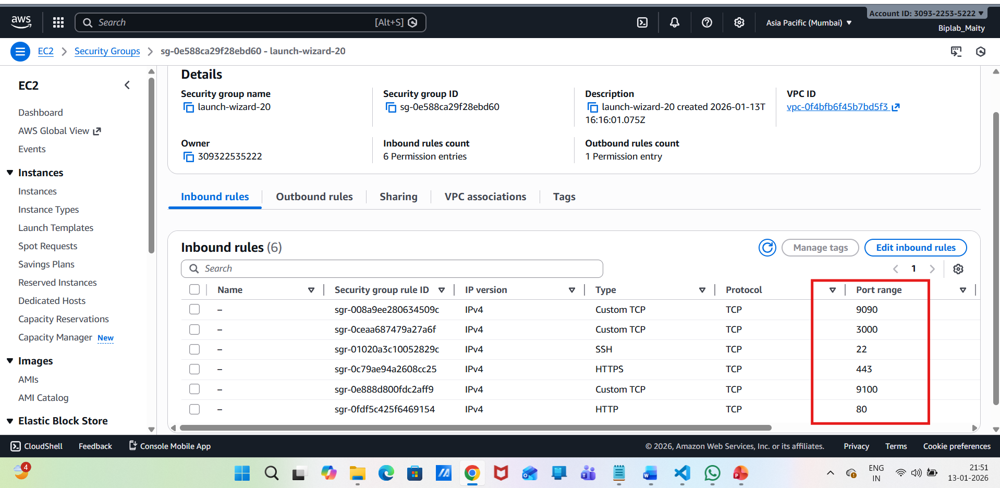 aws
Search
[Alt+S]
Asia Pacific (Mumbai)
Account ID: 3093-2253-5222
Biplab_Maity
EC2
Security Groups
sg-0e588ca29f28ebd60 - launch-wizard-20
EC2
Dashboard
AWS Global View
Events
Instances
Instances
Instance Types
Launch Templates
Spot Requests
Savings Plans
Reserved Instances
Dedicated Hosts
Capacity Reservations
Capacity Manager New
Images
AMIs
AMI Catalog
Elastic Block Store
Details
Security group name
launch-wizard-20
Security group ID
sg-0e588ca29f28ebd60
Description
launch-wizard-20 created 2026-01-13T
16:16:01.075Z
VPC ID
vpc-0f4bfb6f45b7bd5f3
Owner
309322535222
Inbound rules count
6 Permission entries
Outbound rules count
1 Permission entry
Inbound rules Outbound rules Sharing VPC associations Tags
Inbound rules (6)
Manage tags
Edit inbound rules
Search
1
Name Security group rule ID IP version Type Protocol Port range
– sgr-008a9ee280634509c IPv4 Custom TCP TCP 9090
– sgr-0ceaa687479a27a6f IPv4 Custom TCP TCP 3000
– sgr-01020a3c10052829c IPv4 SSH TCP 22
– sgr-0c79ae94a2608cc25 IPv4 HTTPS TCP 443
– sgr-0e888d800fdc2aff9 IPv4 Custom TCP TCP 9100
– sgr-0fdf5c425f6469154 IPv4 HTTP TCP 80
CloudShell Feedback Console Mobile App
© 2026, Amazon Web Services, Inc. or its affiliates. Privacy Terms Cookie preferences
4
ENG
IN
21:51
13-01-2026